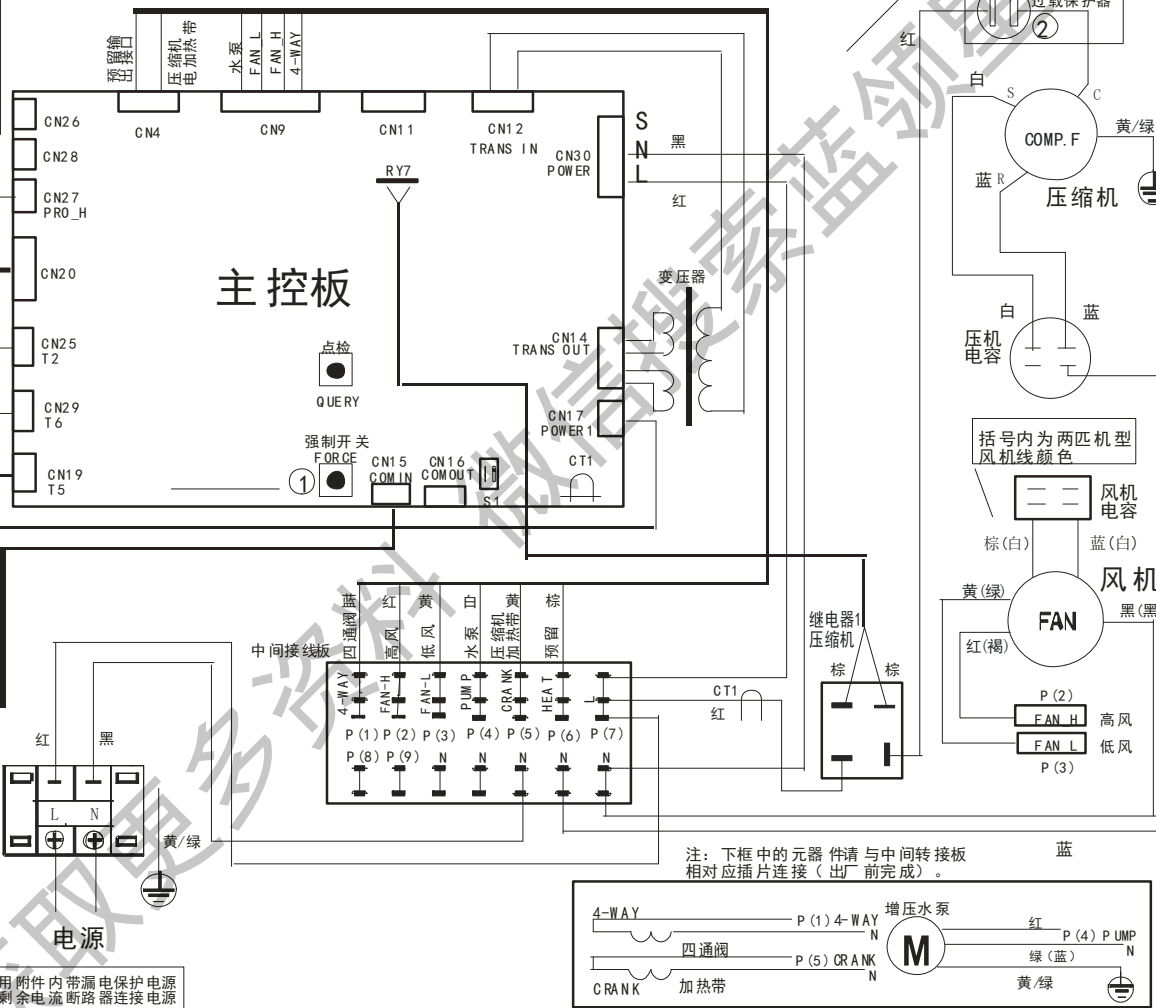 过载保护器
②
红
预留输
出接口
压缩机
电加热带
水泵
FAN_L
FAN_H
4-WAY
白
S
C
黄/绿
COMP.F
蓝 R
压缩机
CN26
CN28
CN27
PRO_H
CN20
CN25
T2
CN29
T6
CN19
T5
CN4
CN9
CN11
CN12
TRANS IN
CN30
POWER
S
N
L
黑
红
RY7
主控板
变压器
点检
QUERY
强制开关
FORCE
①
CN14
TRANS OUT
CN17
POWER1
CN15
COMIN
CN16
COMOUT
S1
CT1
白
蓝
压机
电容
括号内为两匹机型
风机线颜色
风机
电容
棕(白)
蓝(白)
黄(绿)
风机
FAN
黑(黑
红(褐)
P(2)
FAN H
高风
FAN L
低风
P(3)
中间接线板
蓝
红
黄
白
黄
棕
四通阀
高风
低风
水泵
压缩机
加热带
预留
4-WAY
FAN-H
FAN-L
PUMP
CRANK
HEAT
L
P(1) P(2) P(3) P(4) P(5) P(6) P(7)
P(8) P(9) N N N N N
CT1
红
继电器1
压缩机
棕
棕
红
黑
L
N
黄/绿
电源
用附件内带漏电保护电源
剩余电流断路器连接电源
蓝
注：下框中的元器件请与中间转接板
相对应插片连接（出厂前完成）。
4-WAY
P(1) 4-WAY
N
四通阀
P(5) CRANK
N
CRANK
加热带
增压水泵
M
红
P(4) PUMP
N
绿(蓝)
黄/绿
获取更多资料 微信搜索蓝领星